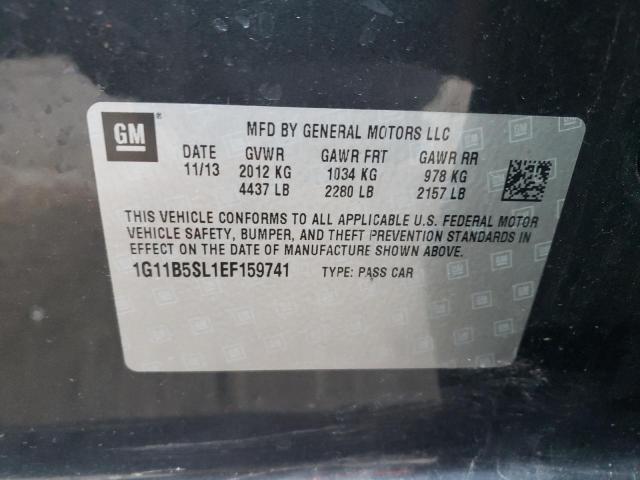 GM ®
MFD BY GENERAL MOTORS LLC
DATE GVWR GAWR FRT GAWR RR
11/13 2012 KG 1034 KG 978 KG
4437 LB 2280 LB 2157 LB
THIS VEHICLE CONFORMS TO ALL APPLICABLE U.S. FEDERAL MOTOR
VEHICLE SAFETY, BUMPER, AND THEFT PREVENTION STANDARDS IN
EFFECT ON THE DATE OF MANUFACTURE SHOWN ABOVE.
1G11B5SL1EF159741 TYPE: PASS CAR